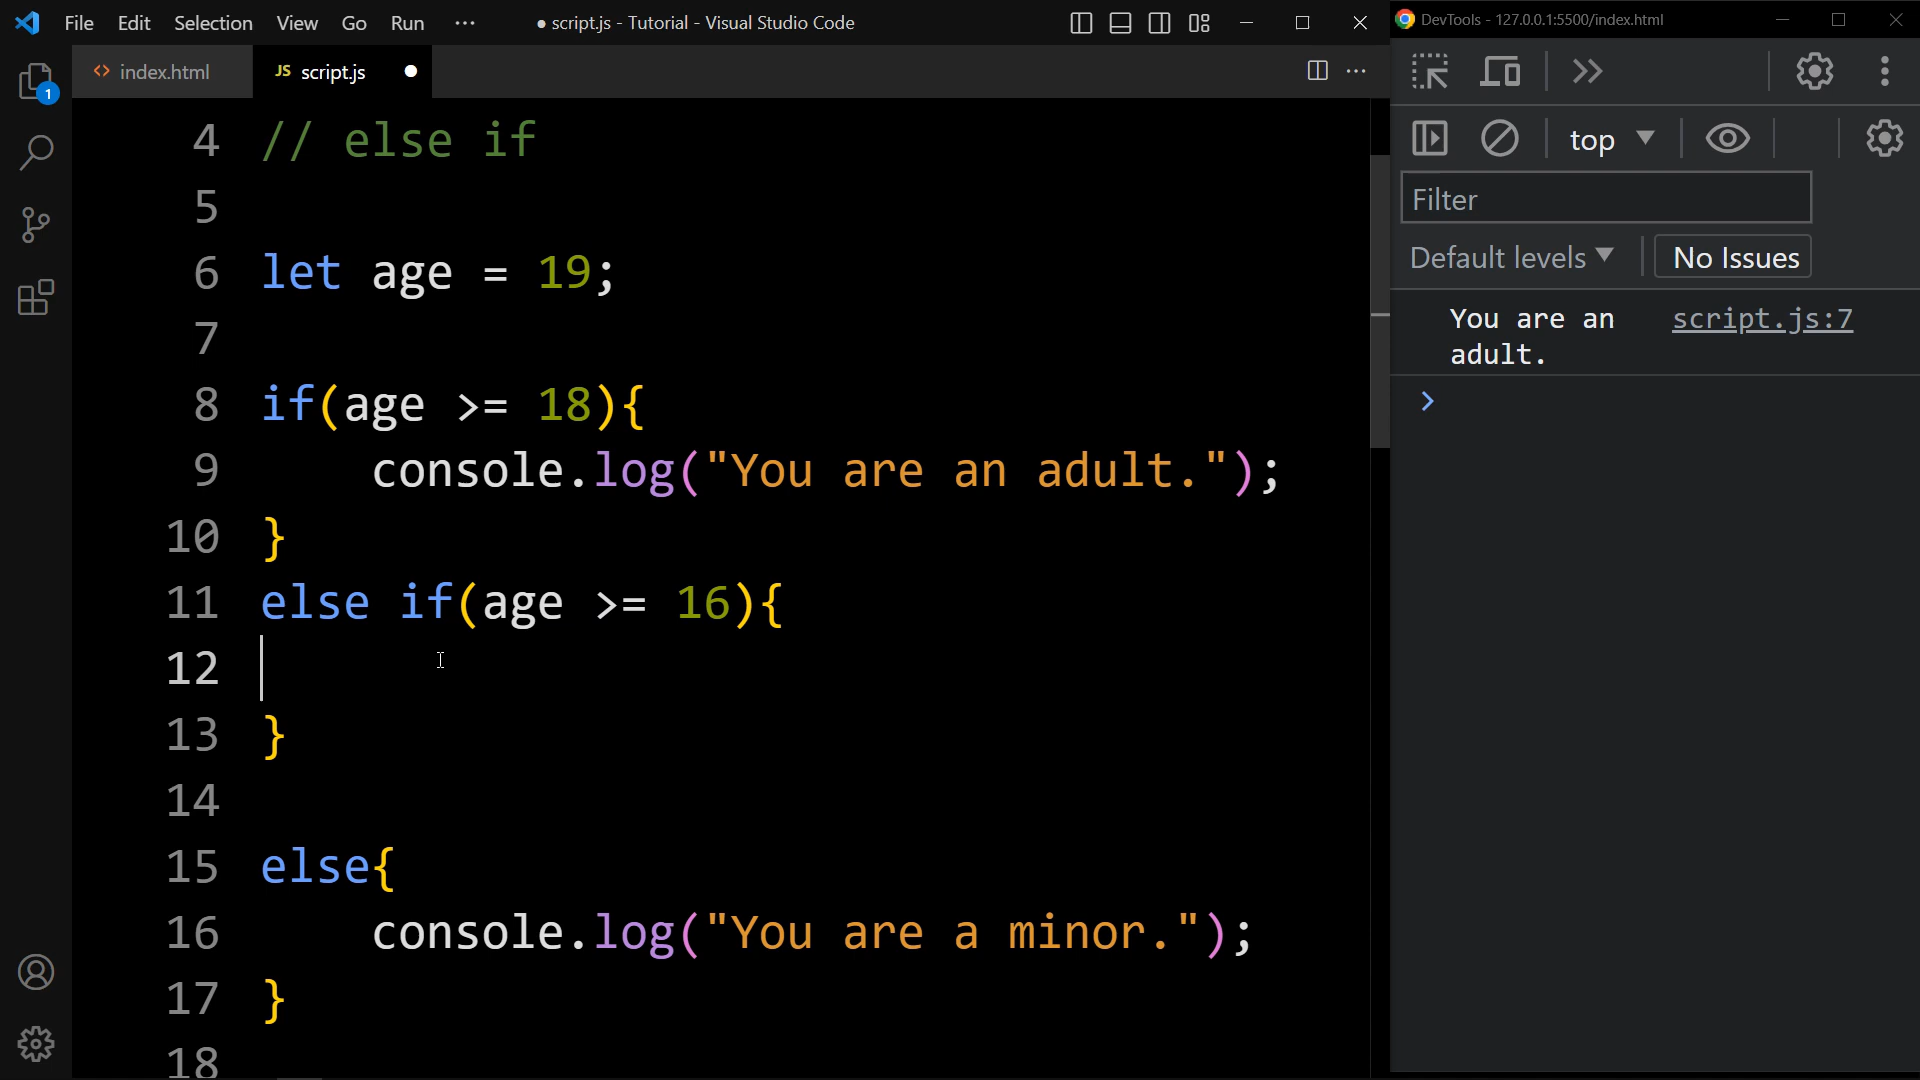 File Edit Selection View Go Run ··· ● script.js - Tutorial - Visual Studio Code
<> index.html JS script.js ●
1
4 // else if
5
6 let age = 19;
7
8 if(age >= 18){
9     console.log("You are an adult.");
10 }
11 else if(age >= 16){
12
13 }
14
15 else{
16     console.log("You are a minor.");
17 }
18
DevTools - 127.0.0.1:5500/index.html
top
Filter
Default levels No Issues
You are an script.js:7
adult.